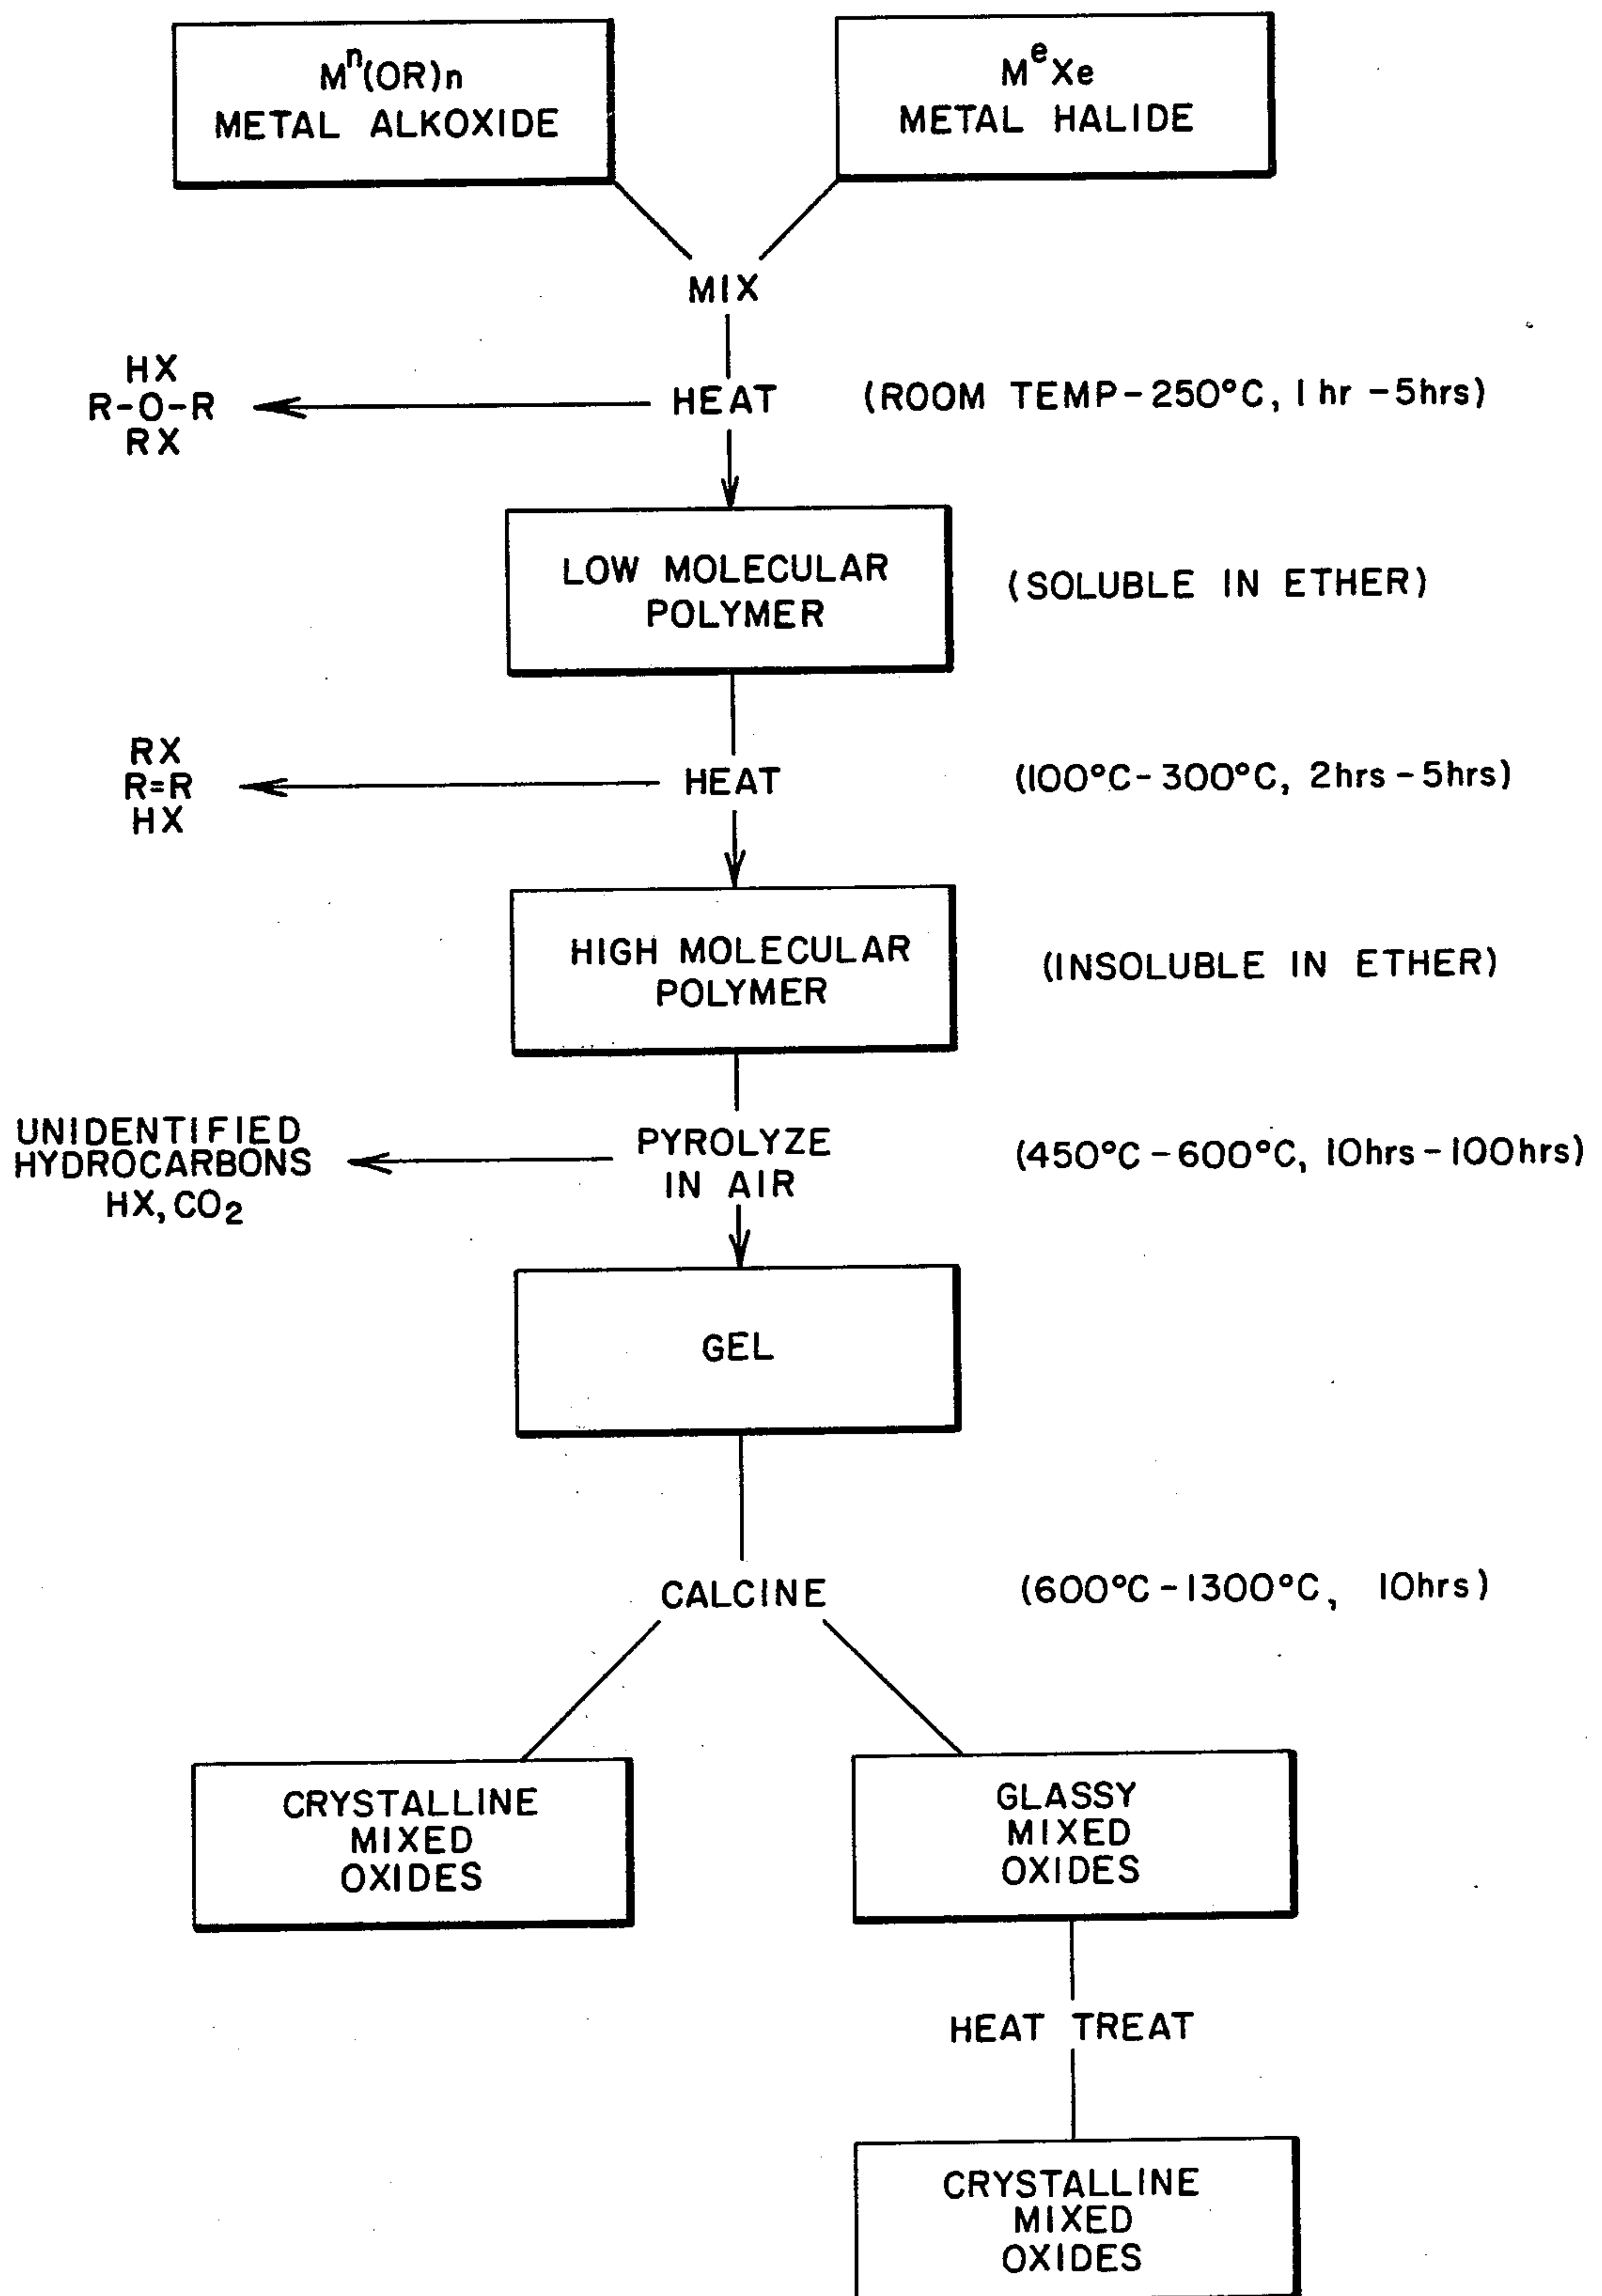 Mⁿ(OR)n
METAL ALKOXIDE
MᵉXe
METAL HALIDE
MIX
HX
R-O-R
RX
HEAT
(ROOM TEMP-250°C, 1 hr -5hrs)
LOW MOLECULAR
POLYMER
(SOLUBLE IN ETHER)
RX
R=R
HX
HEAT
(100°C-300°C, 2hrs-5hrs)
HIGH MOLECULAR
POLYMER
(INSOLUBLE IN ETHER)
UNIDENTIFIED
HYDROCARBONS
HX, CO₂
PYROLYZE
IN AIR
(450°C-600°C, 10hrs-100hrs)
GEL
CALCINE
(600°C-1300°C, 10hrs)
CRYSTALLINE
MIXED
OXIDES
GLASSY
MIXED
OXIDES
HEAT TREAT
CRYSTALLINE
MIXED
OXIDES